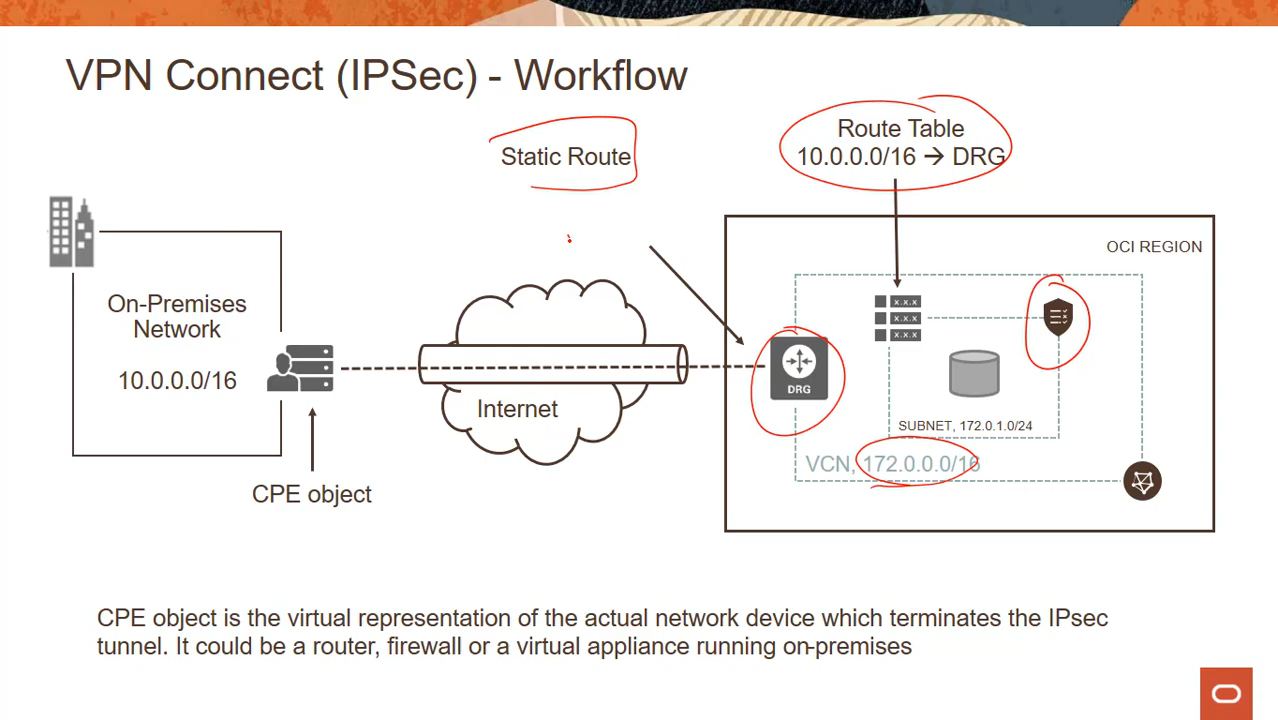 VPN Connect (IPSec) - Workflow
Static Route
Route Table
10.0.0.0/16 → DRG
OCI REGION
On-Premises
Network
10.0.0.0/16
x.x.x
x.x.x
x.x.x
DRG
Internet
SUBNET, 172.0.1.0/24
VCN, 172.0.0.0/16
CPE object
CPE object is the virtual representation of the actual network device which terminates the IPsec
tunnel. It could be a router, firewall or a virtual appliance running on-premises